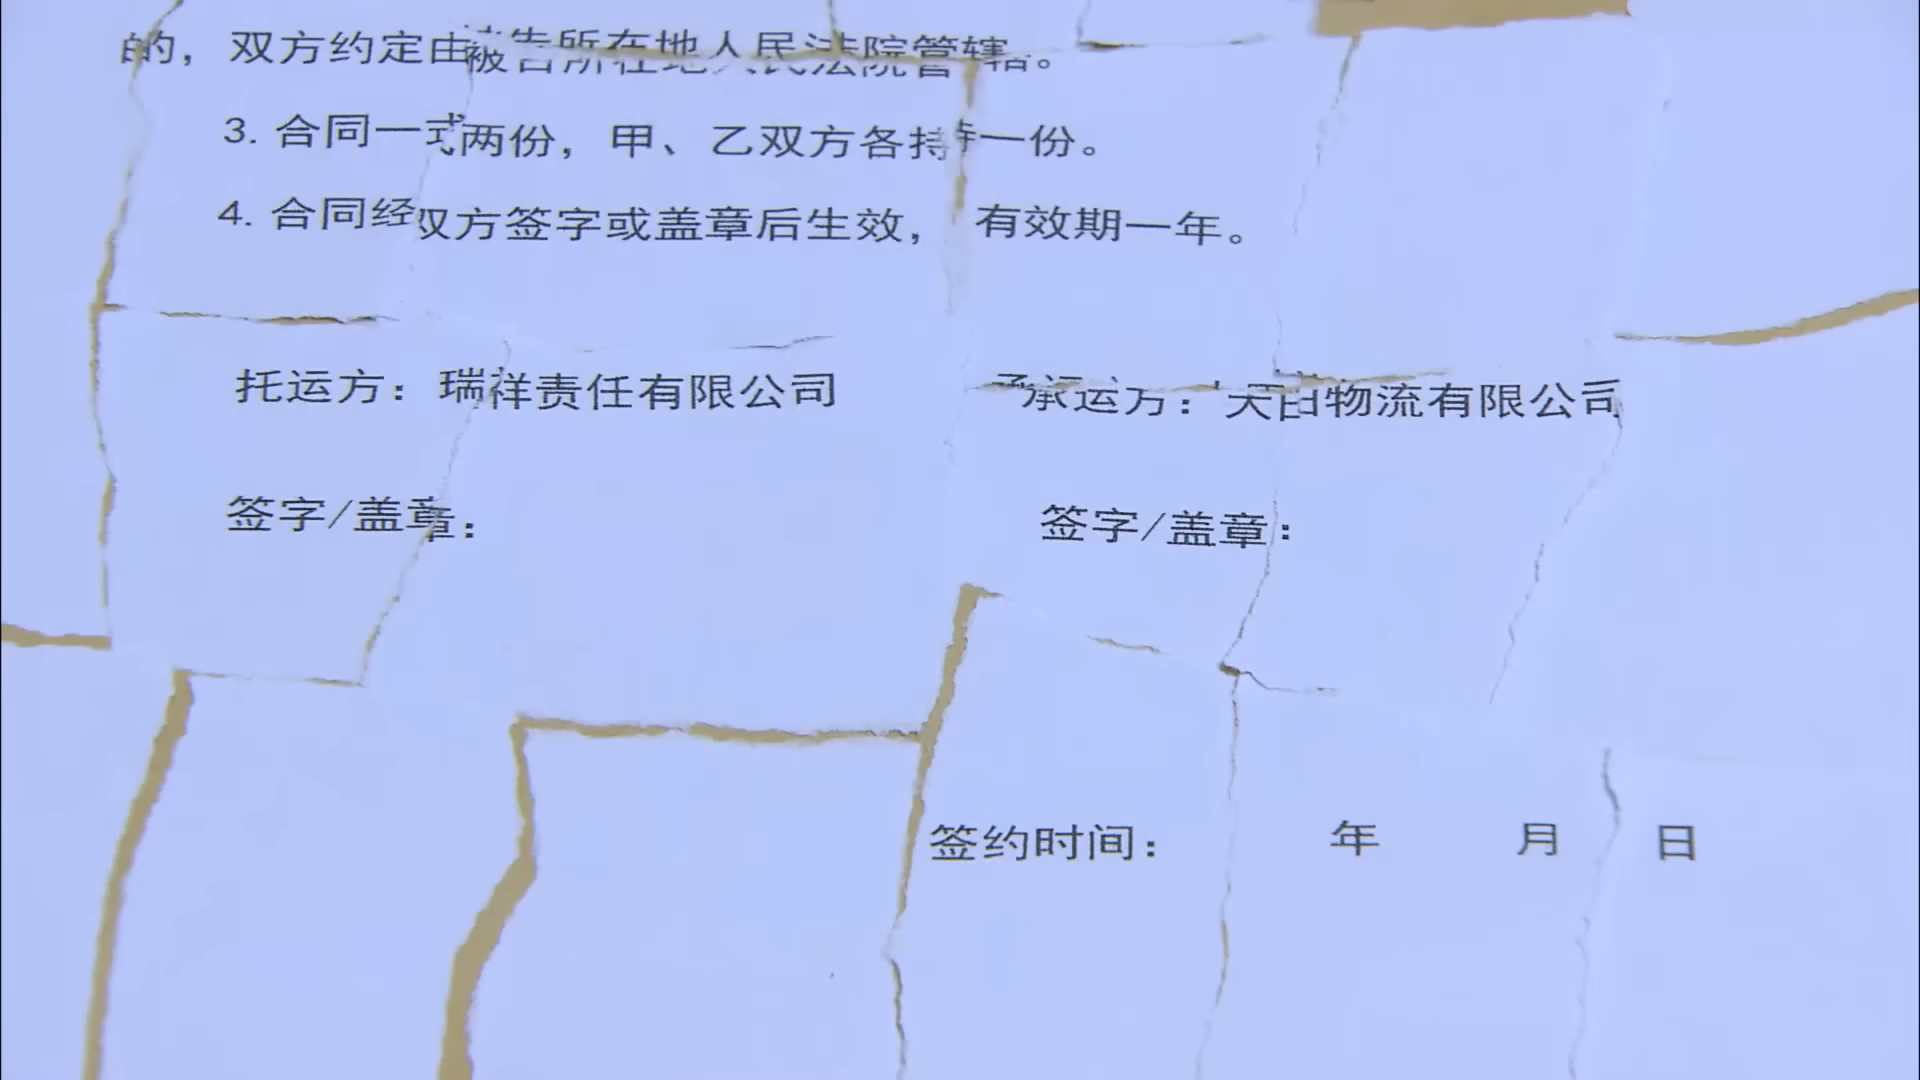 的，双方约定由被告所在地人民法院管辖。
3. 合同一式两份，甲、乙双方各持一份。
4. 合同经双方签字或盖章后生效，有效期一年。
托运方：瑞祥责任有限公司 承运方：物流有限公司
签字/盖章： 签字/盖章：
签约时间： 年 月 日